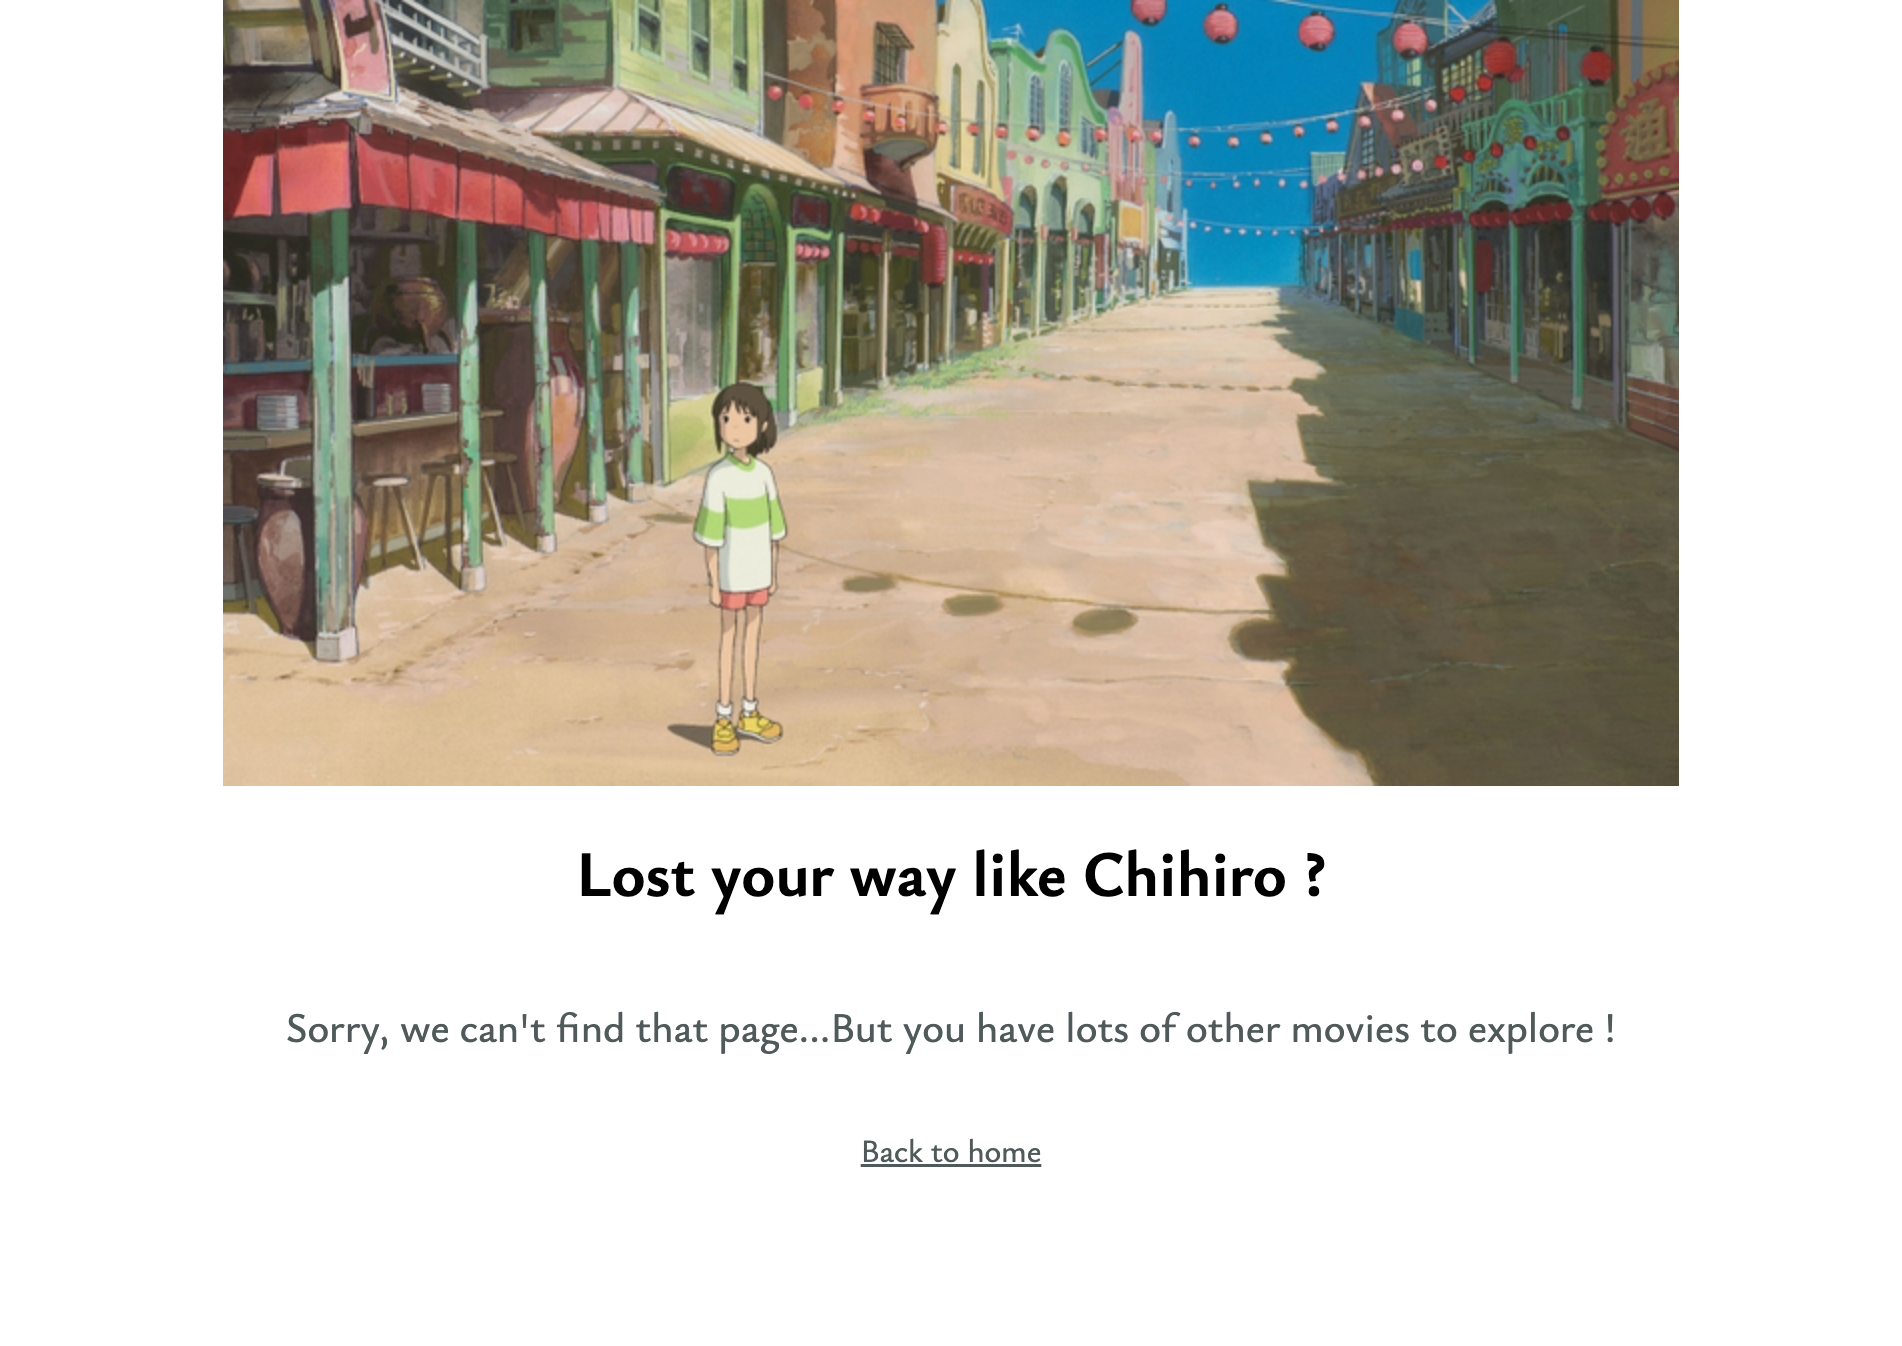 Lost your way like Chihiro ?
Sorry, we can't find that page...But you have lots of other movies to explore !
Back to home